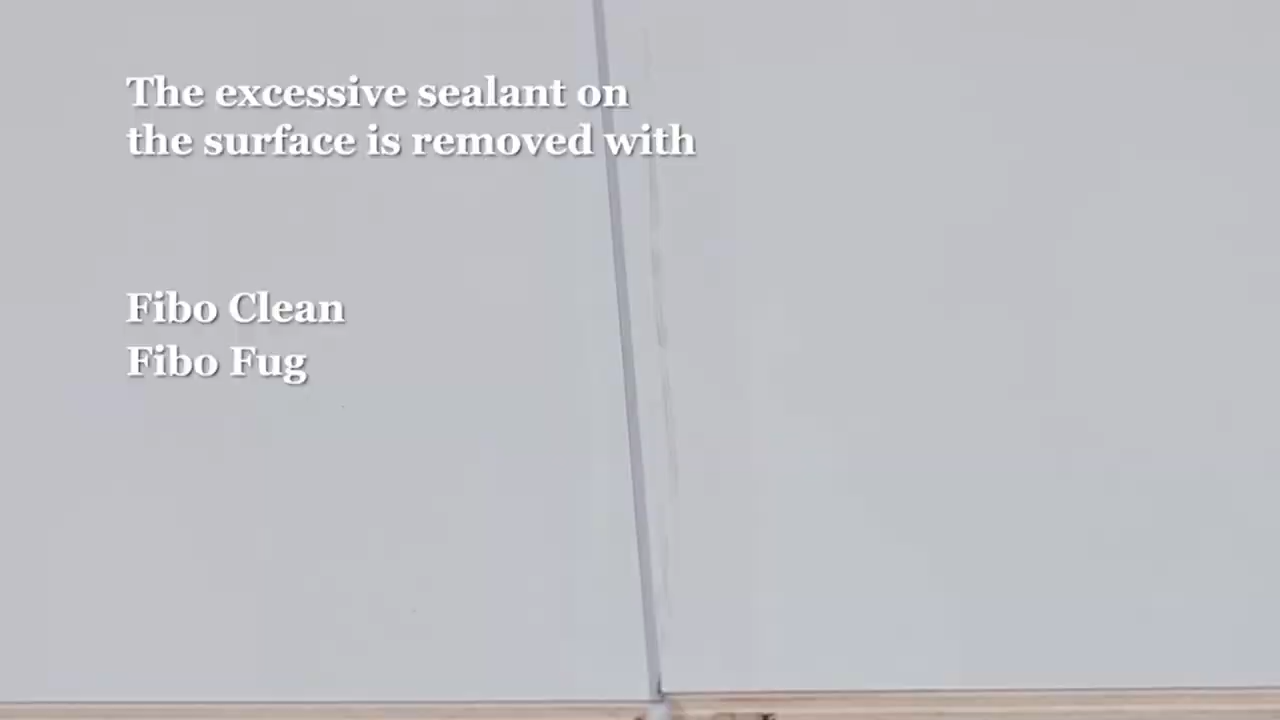 The excessive sealant on
the surface is removed with
Fibo Clean
Fibo Fug